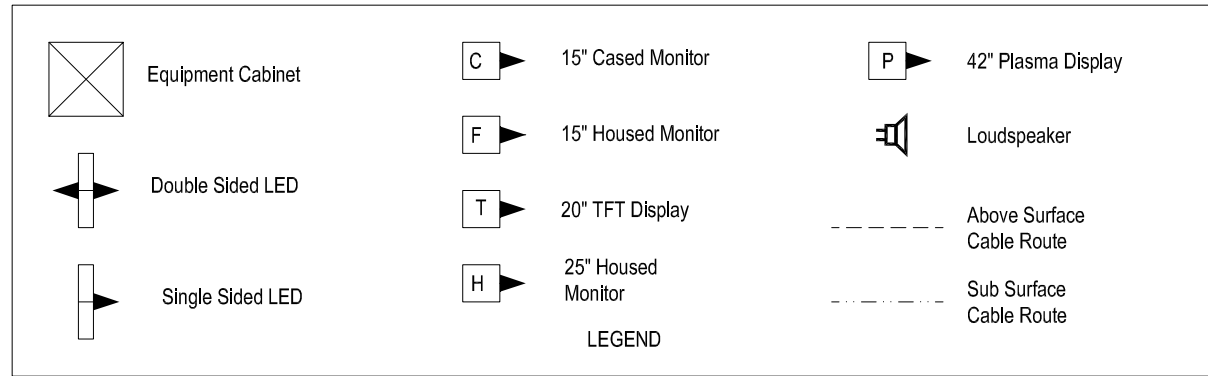 Equipment Cabinet
Double Sided LED
Single Sided LED
C
15" Cased Monitor
F
15" Housed Monitor
T
20" TFT Display
H
25" Housed
Monitor
LEGEND
P
42" Plasma Display
Loudspeaker
Above Surface
Cable Route
Sub Surface
Cable Route